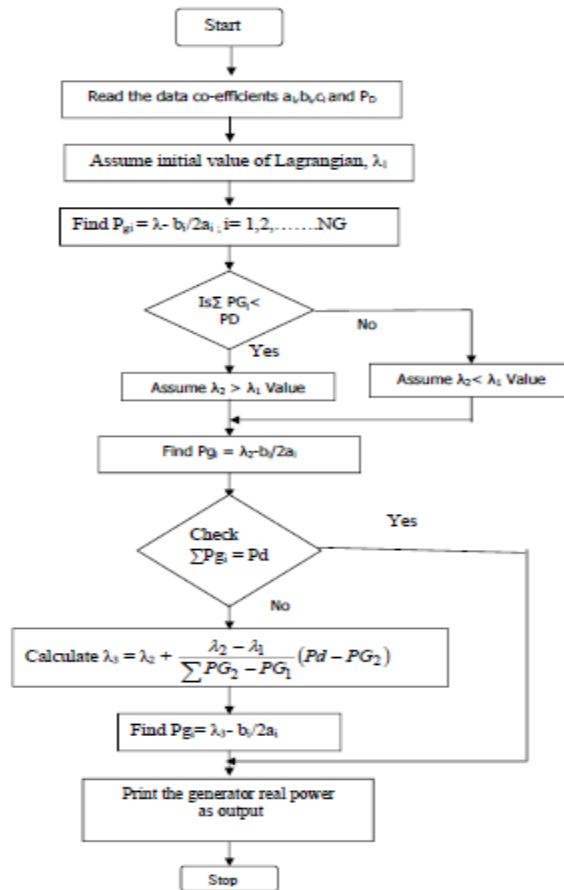 Start
Read the data co-efficients aᵢ,bᵢ,cᵢ and P_D
Assume initial value of Lagrangian, λ₁
Find P_gi = λ- bᵢ/2aᵢ ; i= 1,2,…….NG
Is∑ PGᵢ<
PD
No
Yes
Assume λ₂ > λ₁ Value
Assume λ₂< λ₁ Value
Find Pgᵢ = λ₂-bᵢ/2aᵢ
Yes
Check
∑Pgᵢ = Pd
No
Calculate λ₃ = λ₂ + (λ₂ − λ₁)/(∑PG₂ − PG₁) (Pd − PG₂)
Find Pgᵢ= λ₃- bᵢ/2aᵢ
Print the generator real power
as output
Stop